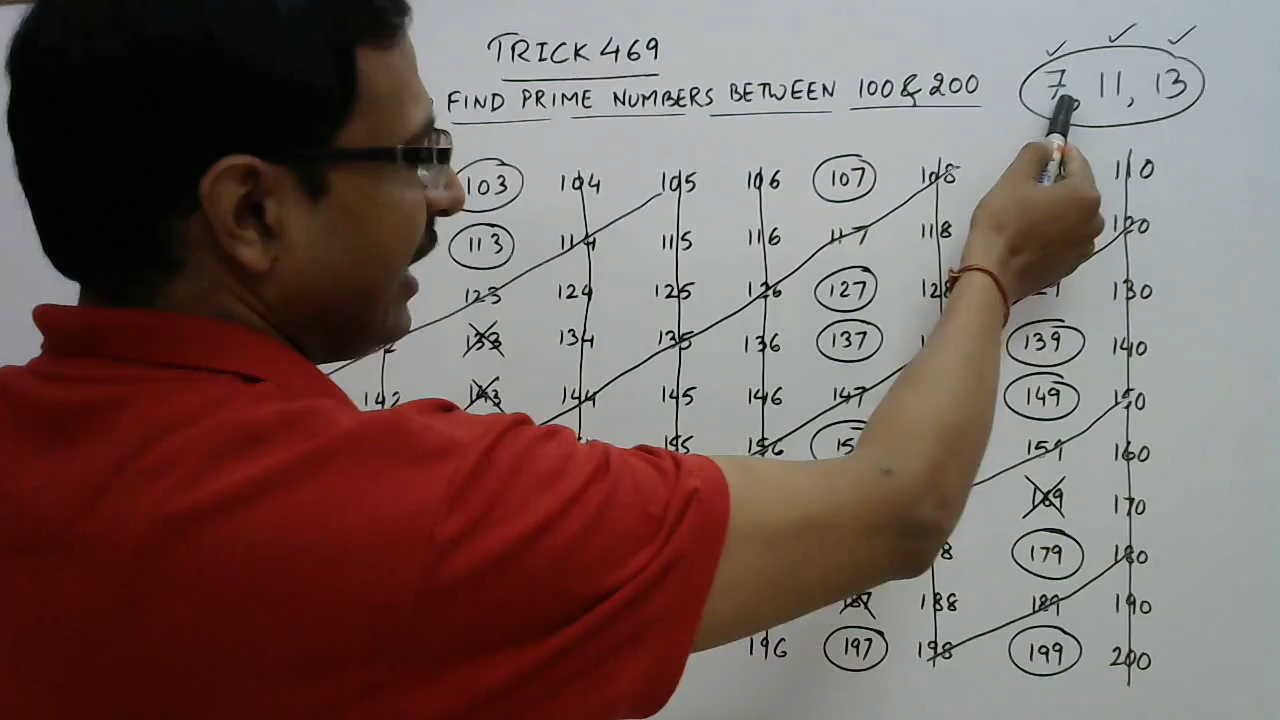 TRICK 469
FIND PRIME NUMBERS BETWEEN 100 & 200
7, 11, 13
103 104 105 106 107 108 110
113 114 115 116 117 118 120
123 124 125 126 127 128 130
133 134 135 136 137 139 140
142 143 144 145 146 147 149 150
155 156 159 160
169 170
179 180
187 188 189 190
196 197 198 199 200